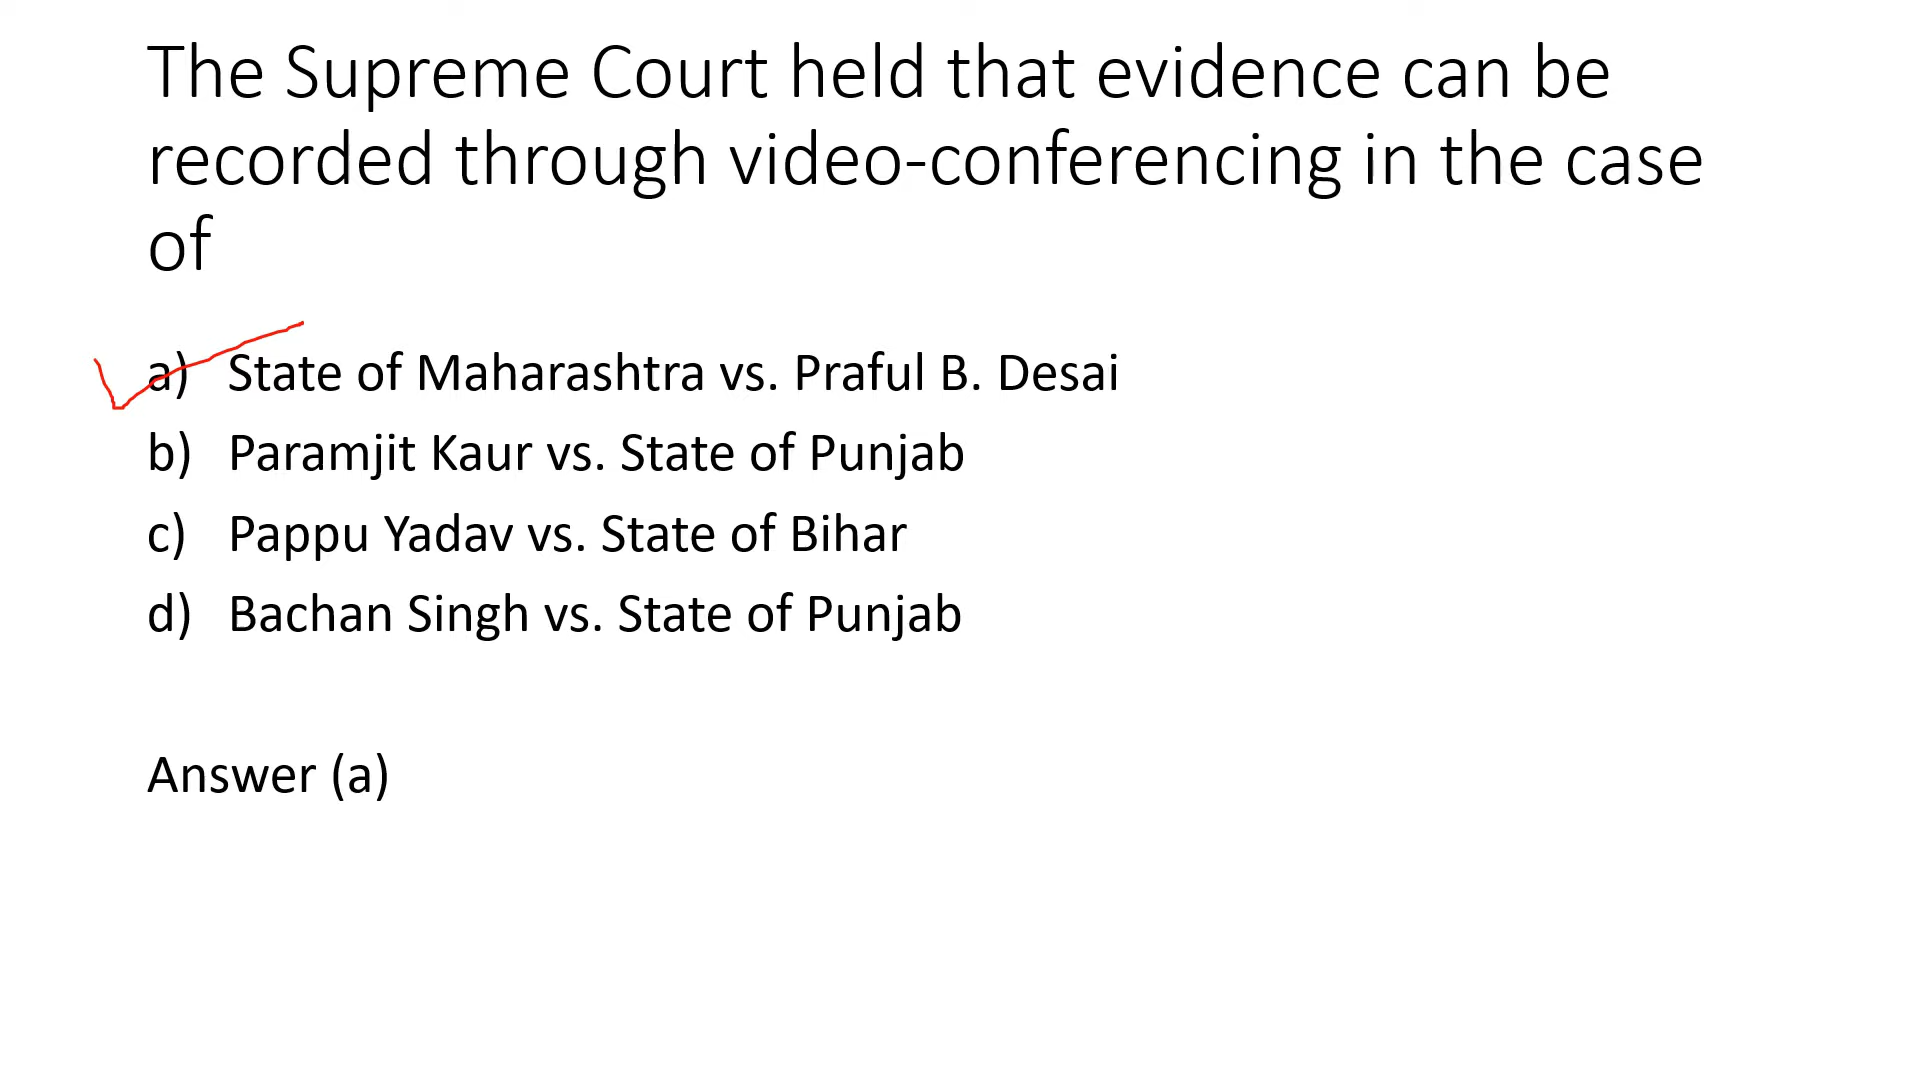 The Supreme Court held that evidence can be
recorded through video-conferencing in the case
of
a) State of Maharashtra vs. Praful B. Desai
b) Paramjit Kaur vs. State of Punjab
c) Pappu Yadav vs. State of Bihar
d) Bachan Singh vs. State of Punjab
Answer (a)